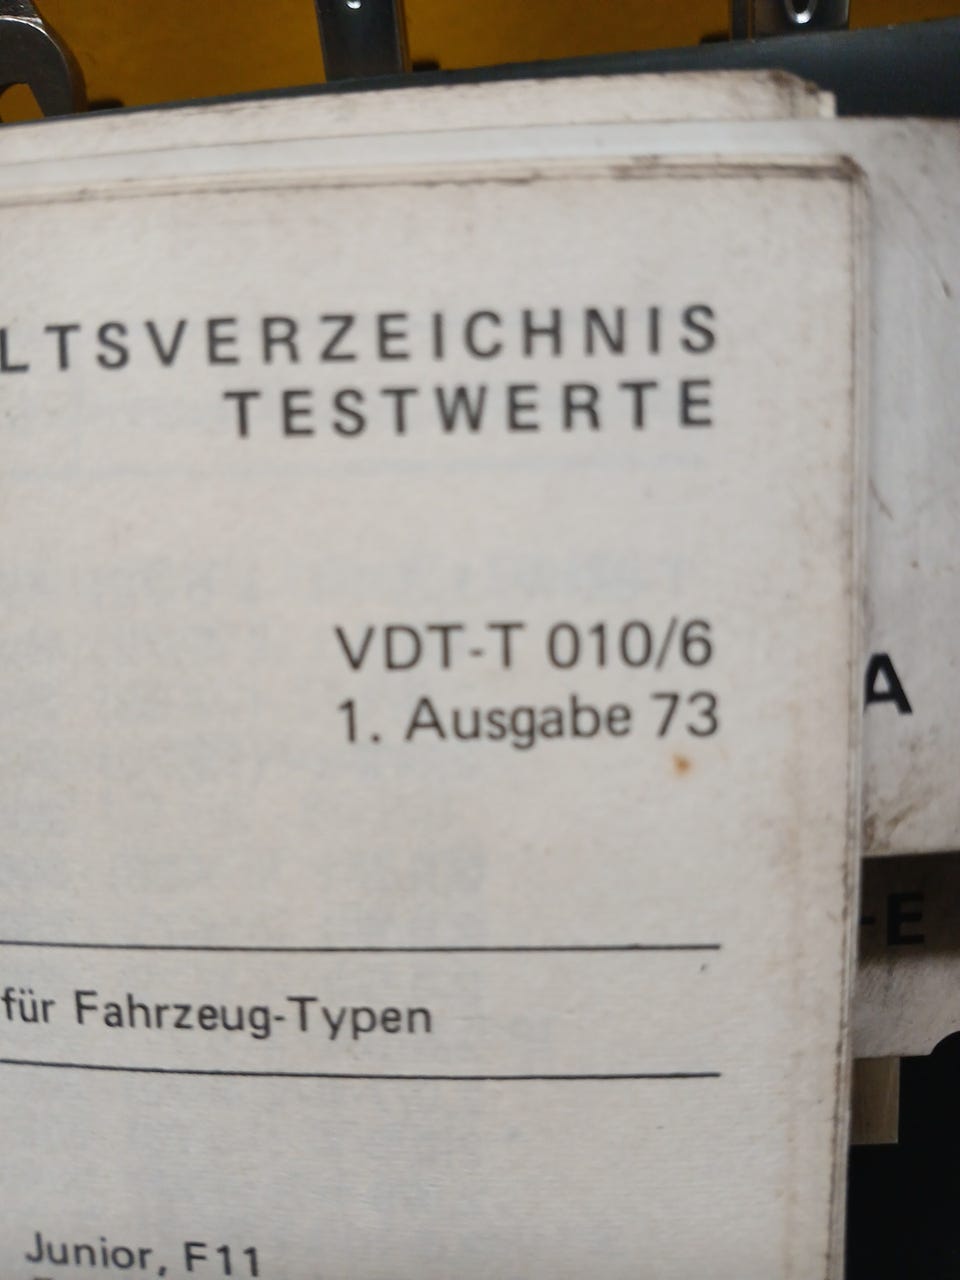 LTSVERZEICHNIS
TESTWERTE
VDT-T 010/6
1. Ausgabe 73
A
-E
für Fahrzeug-Typen
Junior, F11